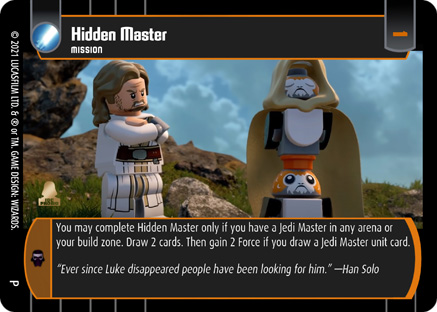 Hidden Master
MISSION
1
© 2021 LUCASFILM LTD. & ® or TM. GAME DESIGN: WIZARDS.
You may complete Hidden Master only if you have a Jedi Master in any arena or
your build zone. Draw 2 cards. Then gain 2 Force if you draw a Jedi Master unit card.
“Ever since Luke disappeared people have been looking for him.” —Han Solo
P